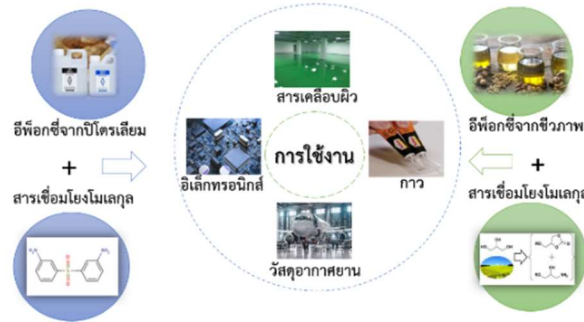 อีพ็อกซี่จากปิโตรเลียม
+
สารเชื่อมโยงโมเลกุล
สารเคลือบผิว
อิเล็กทรอนิกส์
การใช้งาน
กาว
วัสดุอากาศยาน
อีพ็อกซี่จากชีวภาพ
+
สารเชื่อมโยงโมเลกุล